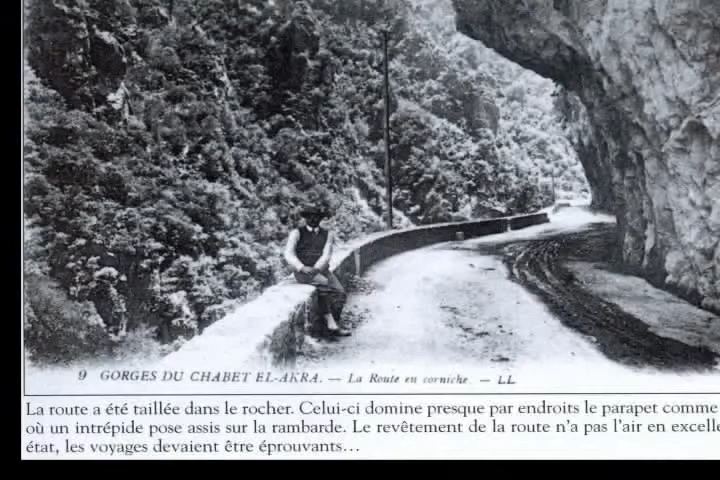 9 GORGES DU CHABET EL-AKRA. — La Route en corniche. — LL
La route a été taillée dans le rocher. Celui-ci domine presque par endroits le parapet comme
où un intrépide pose assis sur la rambarde. Le revêtement de la route n'a pas l'air en excelle
état, les voyages devaient être éprouvants…